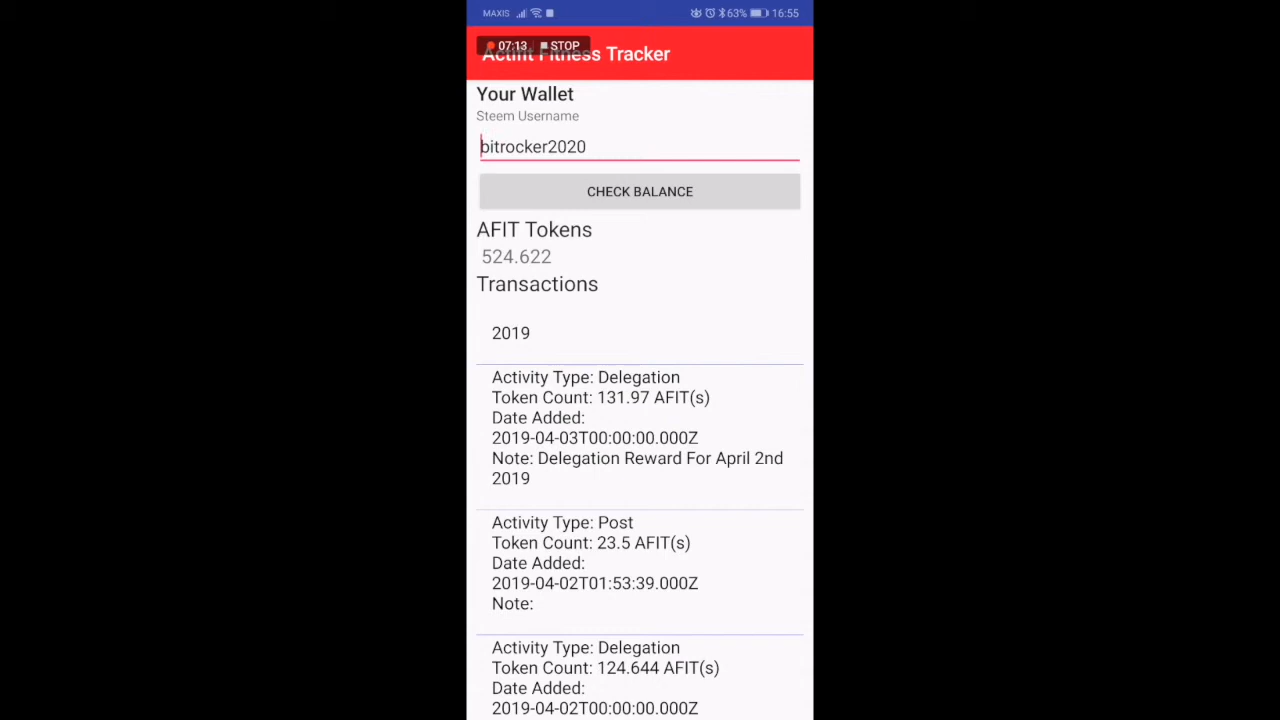 MAXIS 63% 16:55
07:13 STOP
Actifit Fitness Tracker
Your Wallet
Steem Username
bitrocker2020
CHECK BALANCE
AFIT Tokens
524.622
Transactions
2019
Activity Type: Delegation
Token Count: 131.97 AFIT(s)
Date Added:
2019-04-03T00:00:00.000Z
Note: Delegation Reward For April 2nd
2019
Activity Type: Post
Token Count: 23.5 AFIT(s)
Date Added:
2019-04-02T01:53:39.000Z
Note:
Activity Type: Delegation
Token Count: 124.644 AFIT(s)
Date Added:
2019-04-02T00:00:00.000Z